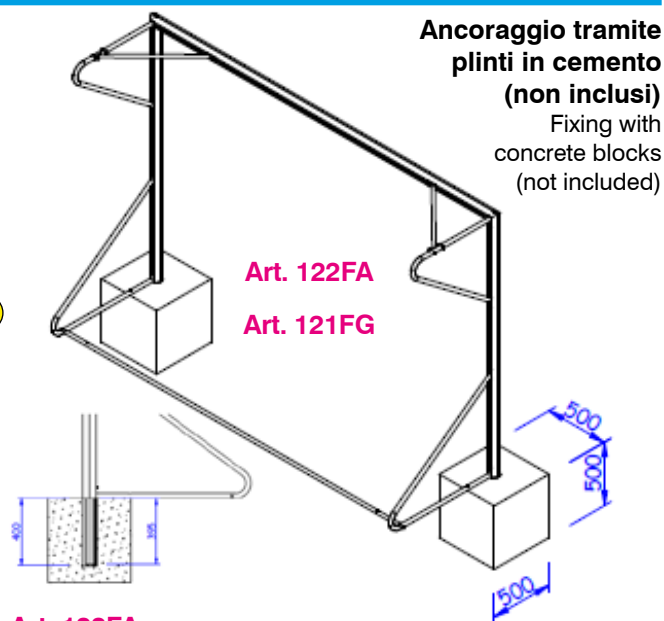 Ancoraggio tramite
plinti in cemento
(non inclusi)
Fixing with
concrete blocks
(not included)
Art. 122FA
Art. 121FG
500
500
500
400
395